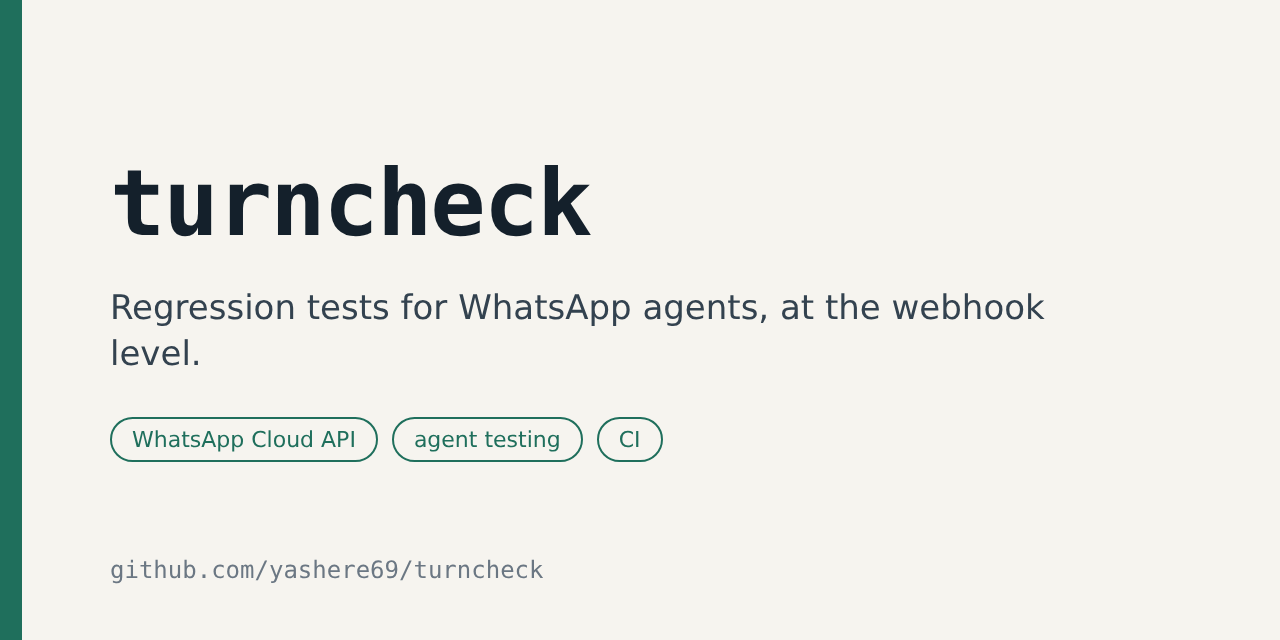 turncheck
Regression tests for WhatsApp agents, at the webhook
level.
WhatsApp Cloud API
agent testing
CI
github.com/yashere69/turncheck